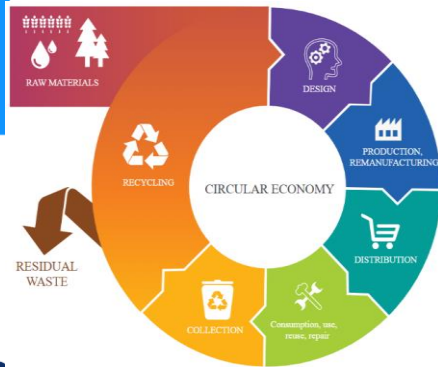 RAW MATERIALS
DESIGN
PRODUCTION,
REMANUFACTURING
RECYCLING
CIRCULAR ECONOMY
DISTRIBUTION
RESIDUAL
WASTE
COLLECTION
Consumption, use,
reuse, repair